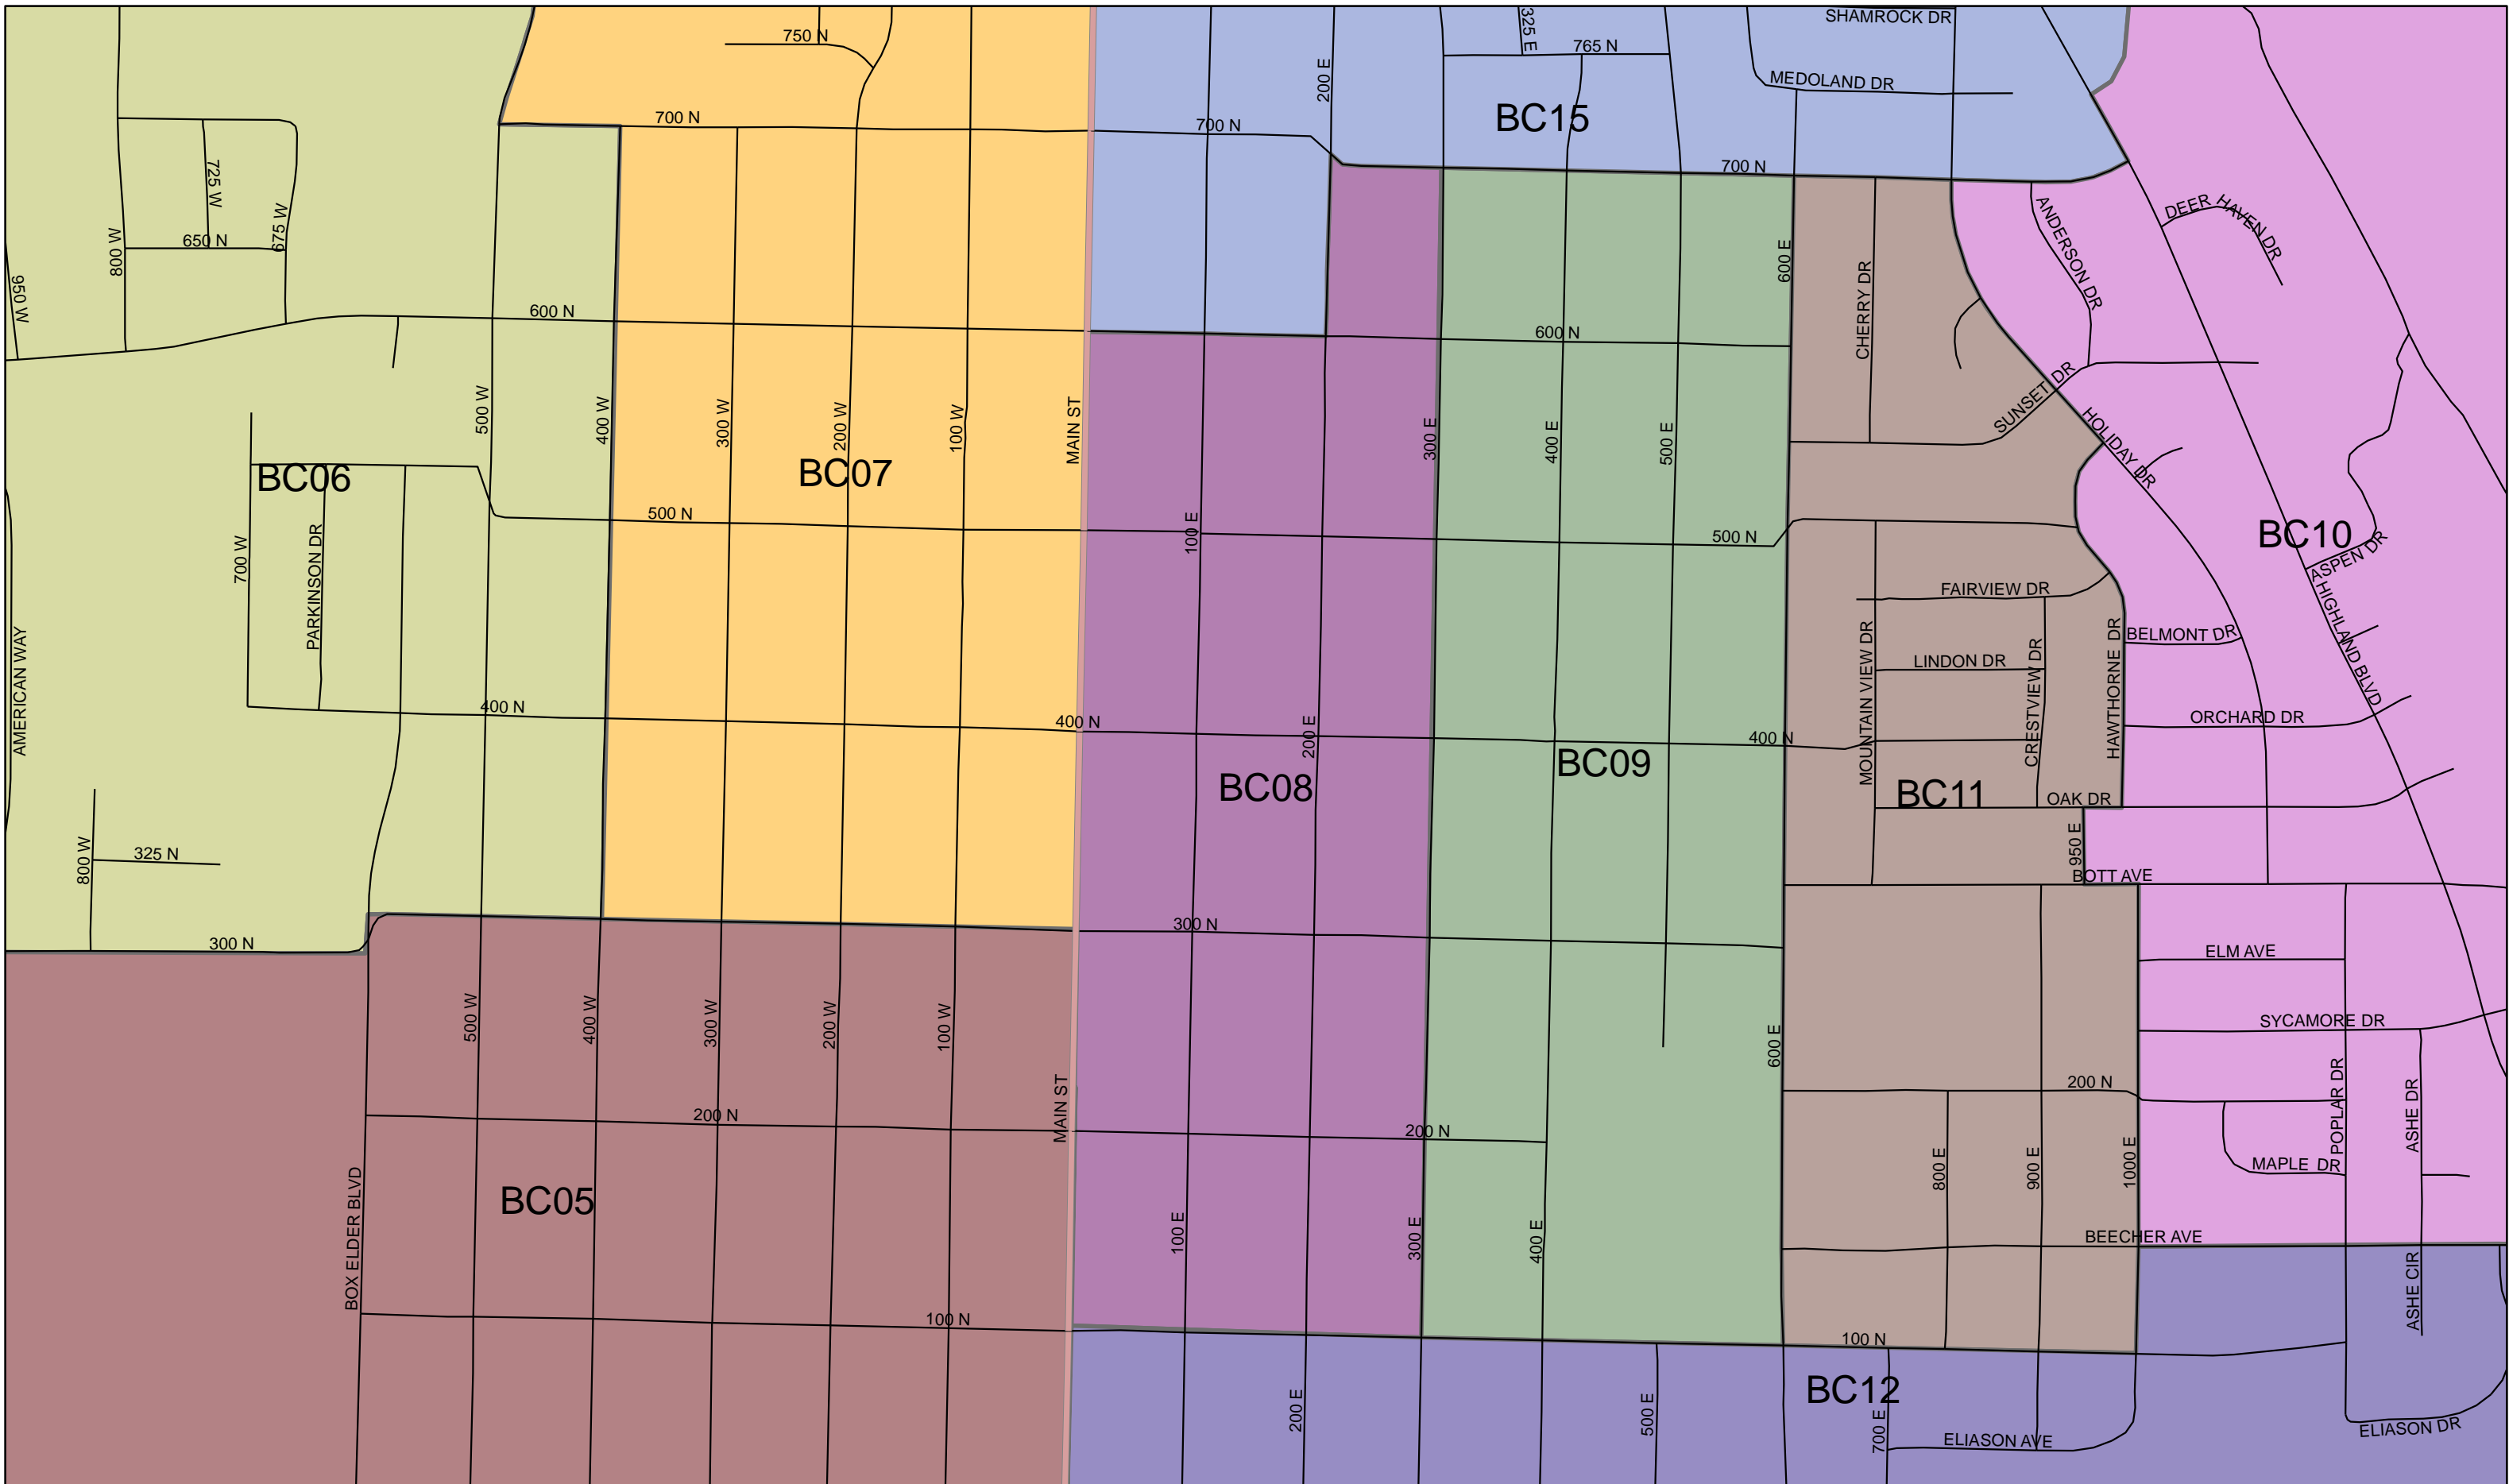 SHAMROCK DR
325 E
750 N
765 N
200 E
MEDOLAND DR
700 N
700 N
BC15
700 N
725 W
675 W
650 N
800 W
950 W
DEER HAVEN DR
ANDERSON DR
600 E
CHERRY DR
600 N
600 N
SUNSET DR
HOLIDAY DR
500 W
400 W
300 W
200 W
100 W
MAIN ST
300 E
400 E
500 E
BC06
BC07
500 N
100 E
500 N
BC10
ASPEN DR
700 W
PARKINSON DR
FAIRVIEW DR
HIGHLAND BLVD
AMERICAN WAY
MOUNTAIN VIEW DR
LINDON DR
CRESTVIEW DR
HAWTHORNE DR
BELMONT DR
400 N
400 N
200 E
400 N
ORCHARD DR
BC08
BC09
BC11
OAK DR
800 W
325 N
950 E
BOTT AVE
300 N
300 N
ELM AVE
500 W
400 W
300 W
200 W
100 W
600 E
SYCAMORE DR
MAIN ST
200 N
200 N
200 N
POPLAR DR
ASHE DR
BC05
BOX ELDER BLVD
100 E
300 E
400 E
800 E
900 E
1000 E
MAPLE DR
BEECHER AVE
ASHE CIR
100 N
100 N
BC12
200 E
500 E
700 E
ELIASON AVE
ELIASON DR